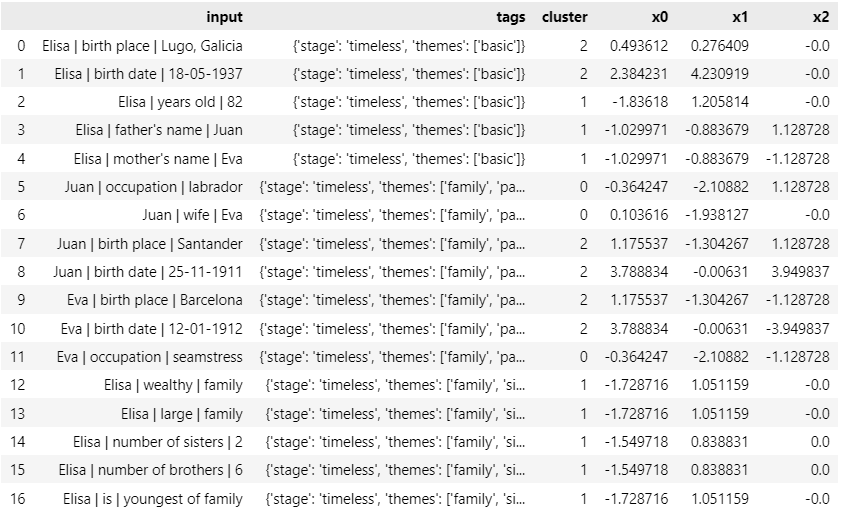 input tags cluster x0 x1 x2
0 Elisa | birth place | Lugo, Galicia {'stage': 'timeless', 'themes': ['basic']} 2 0.493612 0.276409 -0.0
1 Elisa | birth date | 18-05-1937 {'stage': 'timeless', 'themes': ['basic']} 2 2.384231 4.230919 -0.0
2 Elisa | years old | 82 {'stage': 'timeless', 'themes': ['basic']} 1 -1.83618 1.205814 -0.0
3 Elisa | father's name | Juan {'stage': 'timeless', 'themes': ['basic']} 1 -1.029971 -0.883679 1.128728
4 Elisa | mother's name | Eva {'stage': 'timeless', 'themes': ['basic']} 1 -1.029971 -0.883679 -1.128728
5 Juan | occupation | labrador {'stage': 'timeless', 'themes': ['family', 'pa... 0 -0.364247 -2.10882 1.128728
6 Juan | wife | Eva {'stage': 'timeless', 'themes': ['family', 'pa... 0 0.103616 -1.938127 -0.0
7 Juan | birth place | Santander {'stage': 'timeless', 'themes': ['family', 'pa... 2 1.175537 -1.304267 1.128728
8 Juan | birth date | 25-11-1911 {'stage': 'timeless', 'themes': ['family', 'pa... 2 3.788834 -0.00631 3.949837
9 Eva | birth place | Barcelona {'stage': 'timeless', 'themes': ['family', 'pa... 2 1.175537 -1.304267 -1.128728
10 Eva | birth date | 12-01-1912 {'stage': 'timeless', 'themes': ['family', 'pa... 2 3.788834 -0.00631 -3.949837
11 Eva | occupation | seamstress {'stage': 'timeless', 'themes': ['family', 'pa... 0 -0.364247 -2.10882 -1.128728
12 Elisa | wealthy | family {'stage': 'timeless', 'themes': ['family', 'si... 1 -1.728716 1.051159 -0.0
13 Elisa | large | family {'stage': 'timeless', 'themes': ['family', 'si... 1 -1.728716 1.051159 -0.0
14 Elisa | number of sisters | 2 {'stage': 'timeless', 'themes': ['family', 'si... 1 -1.549718 0.838831 0.0
15 Elisa | number of brothers | 6 {'stage': 'timeless', 'themes': ['family', 'si... 1 -1.549718 0.838831 0.0
16 Elisa | is | youngest of family {'stage': 'timeless', 'themes': ['family', 'si... 1 -1.728716 1.051159 -0.0